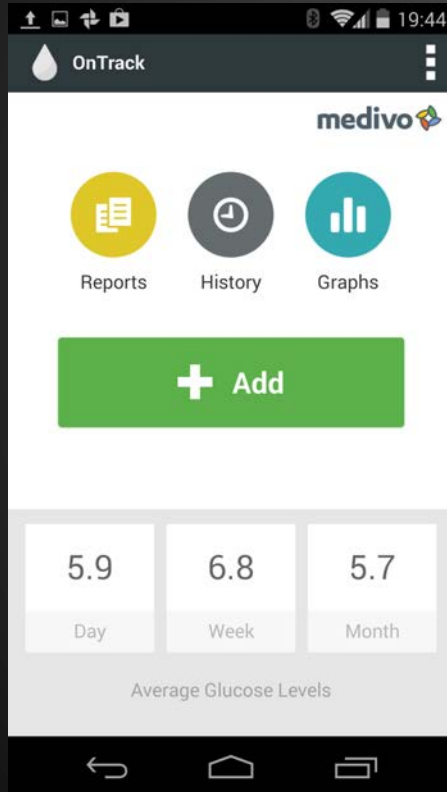 19:44
OnTrack
medivo
Reports History Graphs
Add
5.9 6.8 5.7
Day Week Month
Average Glucose Levels